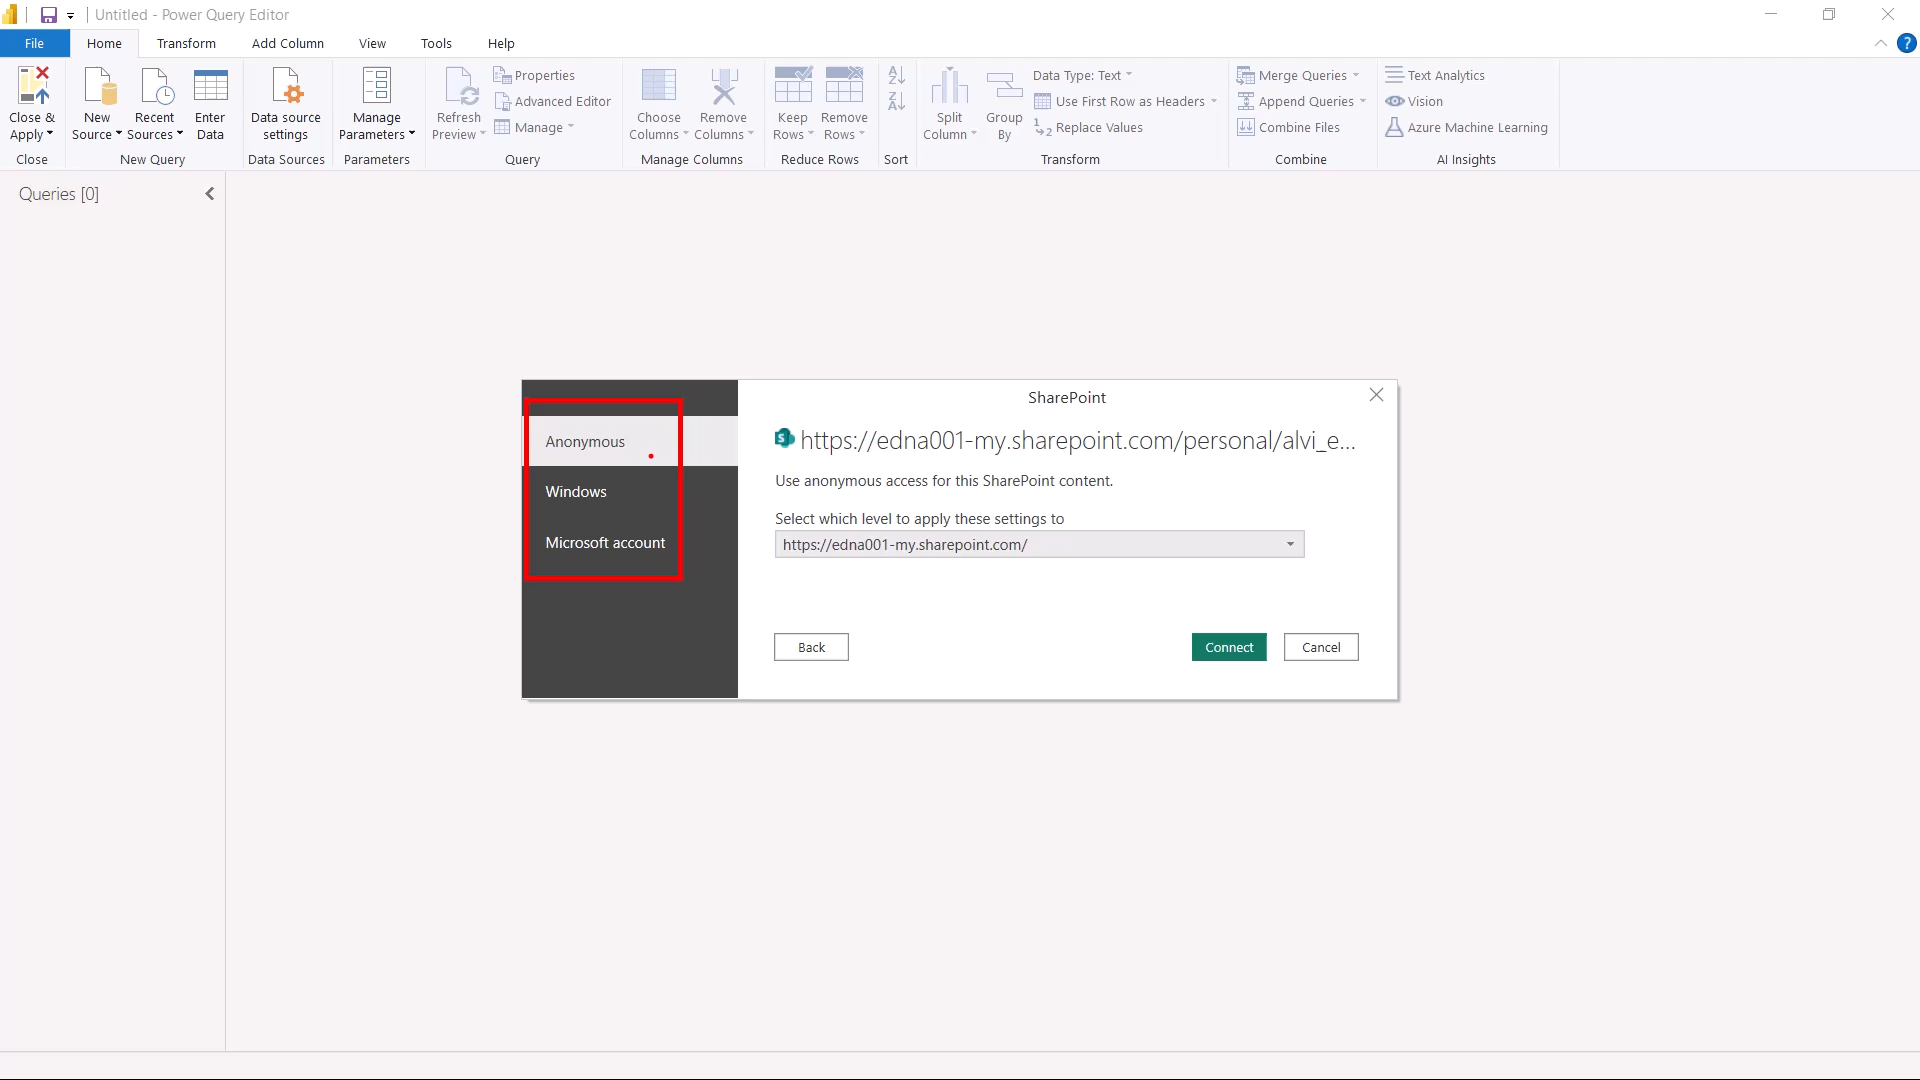 Untitled - Power Query Editor
File Home Transform Add Column View Tools Help
Close & Apply
New Source
Recent Sources
Enter Data
Data source settings
Manage Parameters
Refresh Preview
Properties
Advanced Editor
Manage
Choose Columns
Remove Columns
Keep Rows
Remove Rows
Split Column
Group By
Data Type: Text
Use First Row as Headers
Replace Values
Merge Queries
Append Queries
Combine Files
Text Analytics
Vision
Azure Machine Learning
Close New Query Data Sources Parameters Query Manage Columns Reduce Rows Sort Transform Combine AI Insights
Queries [0]
SharePoint
Anonymous
Windows
Microsoft account
https://edna001-my.sharepoint.com/personal/alvi_e...
Use anonymous access for this SharePoint content.
Select which level to apply these settings to
https://edna001-my.sharepoint.com/
Back Connect Cancel